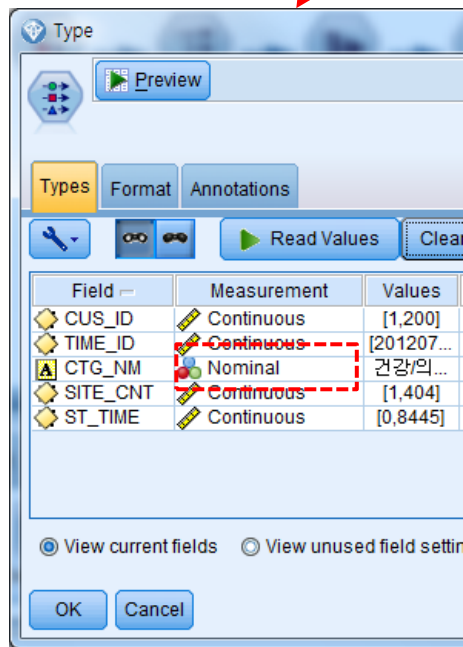 Type
Preview
Types Format Annotations
Read Values Clear
Field Measurement Values
CUS_ID Continuous [1,200]
TIME_ID Continuous [201207...
A CTG_NM Nominal 건강/의...
SITE_CNT Continuous [1,404]
ST_TIME Continuous [0,8445]
View current fields View unused field settin
OK Cancel